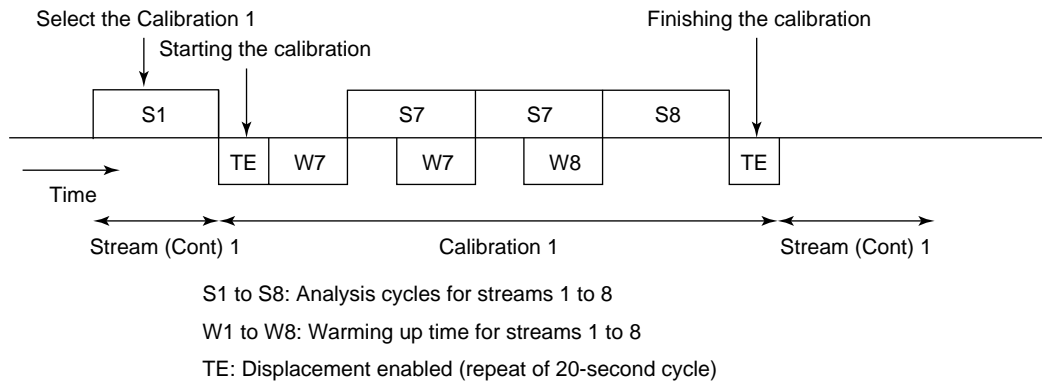 Select the Calibration 1
Finishing the calibration
Starting the calibration
S1
S7
S7
S8
TE
W7
W7
W8
TE
Time
Stream (Cont) 1
Calibration 1
Stream (Cont) 1
S1 to S8: Analysis cycles for streams 1 to 8
W1 to W8: Warming up time for streams 1 to 8
TE: Displacement enabled (repeat of 20-second cycle)